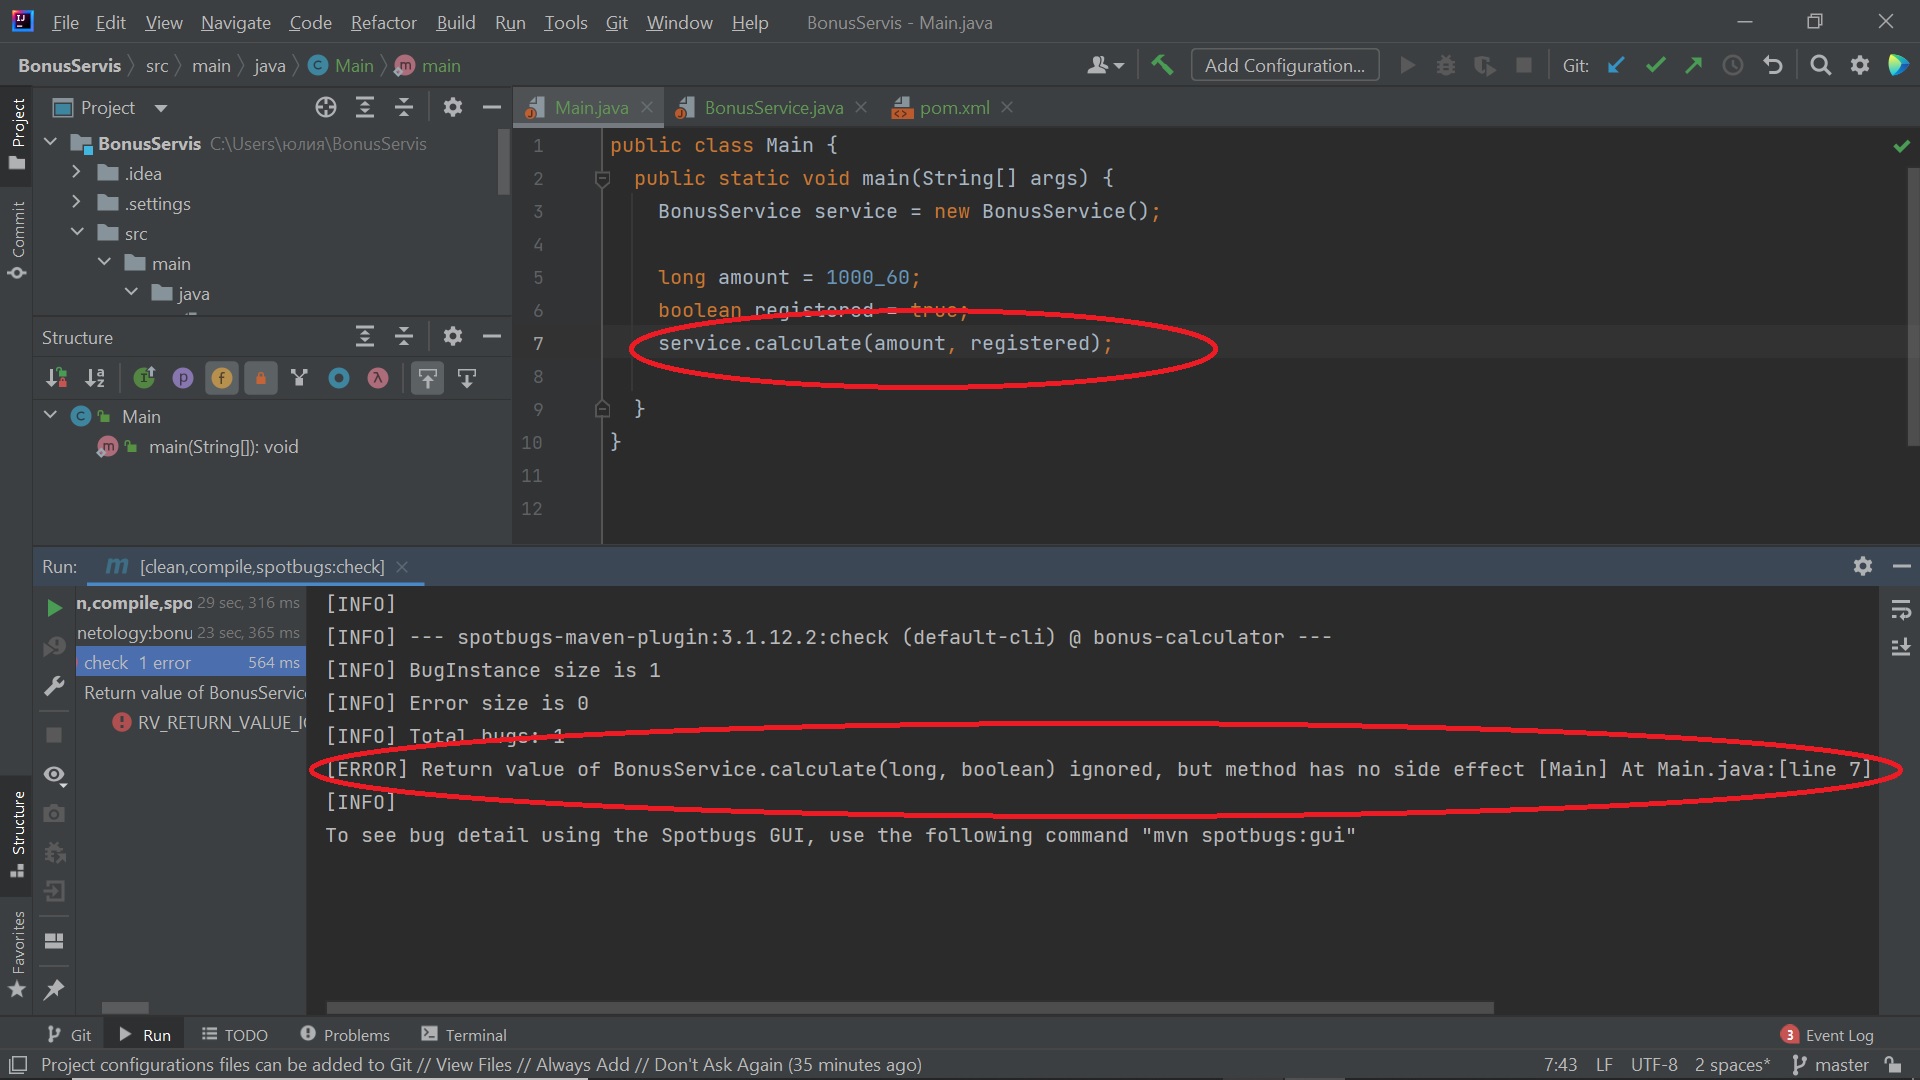 File Edit View Navigate Code Refactor Build Run Tools Git Window Help BonusServis - Main.java
BonusServis src main java Main main Add Configuration... Git:
Project
Main.java BonusService.java pom.xml
BonusServis C:\Users\юлия\BonusServis
.idea
.settings
src
main
java
Structure
Main
main(String[]): void
1 public class Main {
2 public static void main(String[] args) {
3 BonusService service = new BonusService();
4
5 long amount = 1000_60;
6 boolean registered = true;
7 service.calculate(amount, registered);
8
9 }
10 }
11
12
Project
Commit
Structure
Favorites
Run: [clean,compile,spotbugs:check]
n,compile,spo 29 sec, 316 ms
netology:bonu 23 sec, 365 ms
check 1 error 564 ms
Return value of BonusService
RV_RETURN_VALUE_I
[INFO]
[INFO] --- spotbugs-maven-plugin:3.1.12.2:check (default-cli) @ bonus-calculator ---
[INFO] BugInstance size is 1
[INFO] Error size is 0
[INFO] Total bugs: 1
[ERROR] Return value of BonusService.calculate(long, boolean) ignored, but method has no side effect [Main] At Main.java:[line 7]
[INFO]
To see bug detail using the Spotbugs GUI, use the following command "mvn spotbugs:gui"
Git Run TODO Problems Terminal 3 Event Log
Project configurations files can be added to Git // View Files // Always Add // Don't Ask Again (35 minutes ago) 7:43 LF UTF-8 2 spaces* master